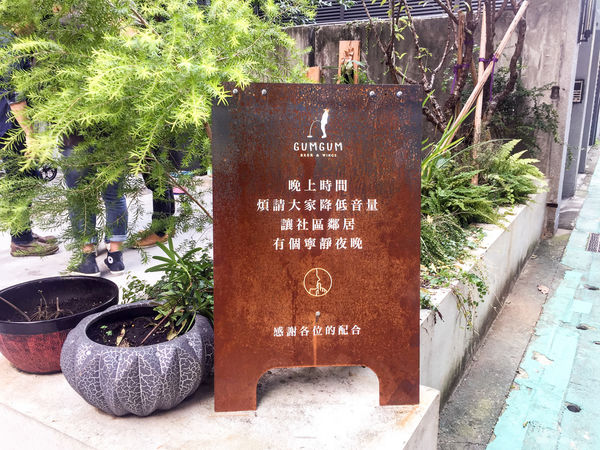 GUMGUM
BEER & WINGS
晚上時間
煩請大家降低音量
讓社區鄰居
有個寧靜夜晚
感謝各位的配合